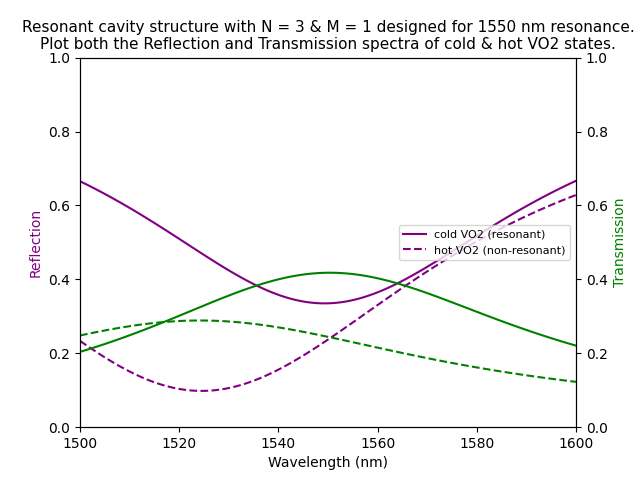 Resonant cavity structure with N = 3 & M = 1 designed for 1550 nm resonance.
Plot both the Reflection and Transmission spectra of cold & hot VO2 states.
1.0
0.8
0.6
0.4
0.2
0.0
Reflection
1500
1520
1540
1560
1580
1600
Wavelength (nm)
cold VO2 (resonant)
hot VO2 (non-resonant)
1.0
0.8
0.6
0.4
0.2
0.0
Transmission